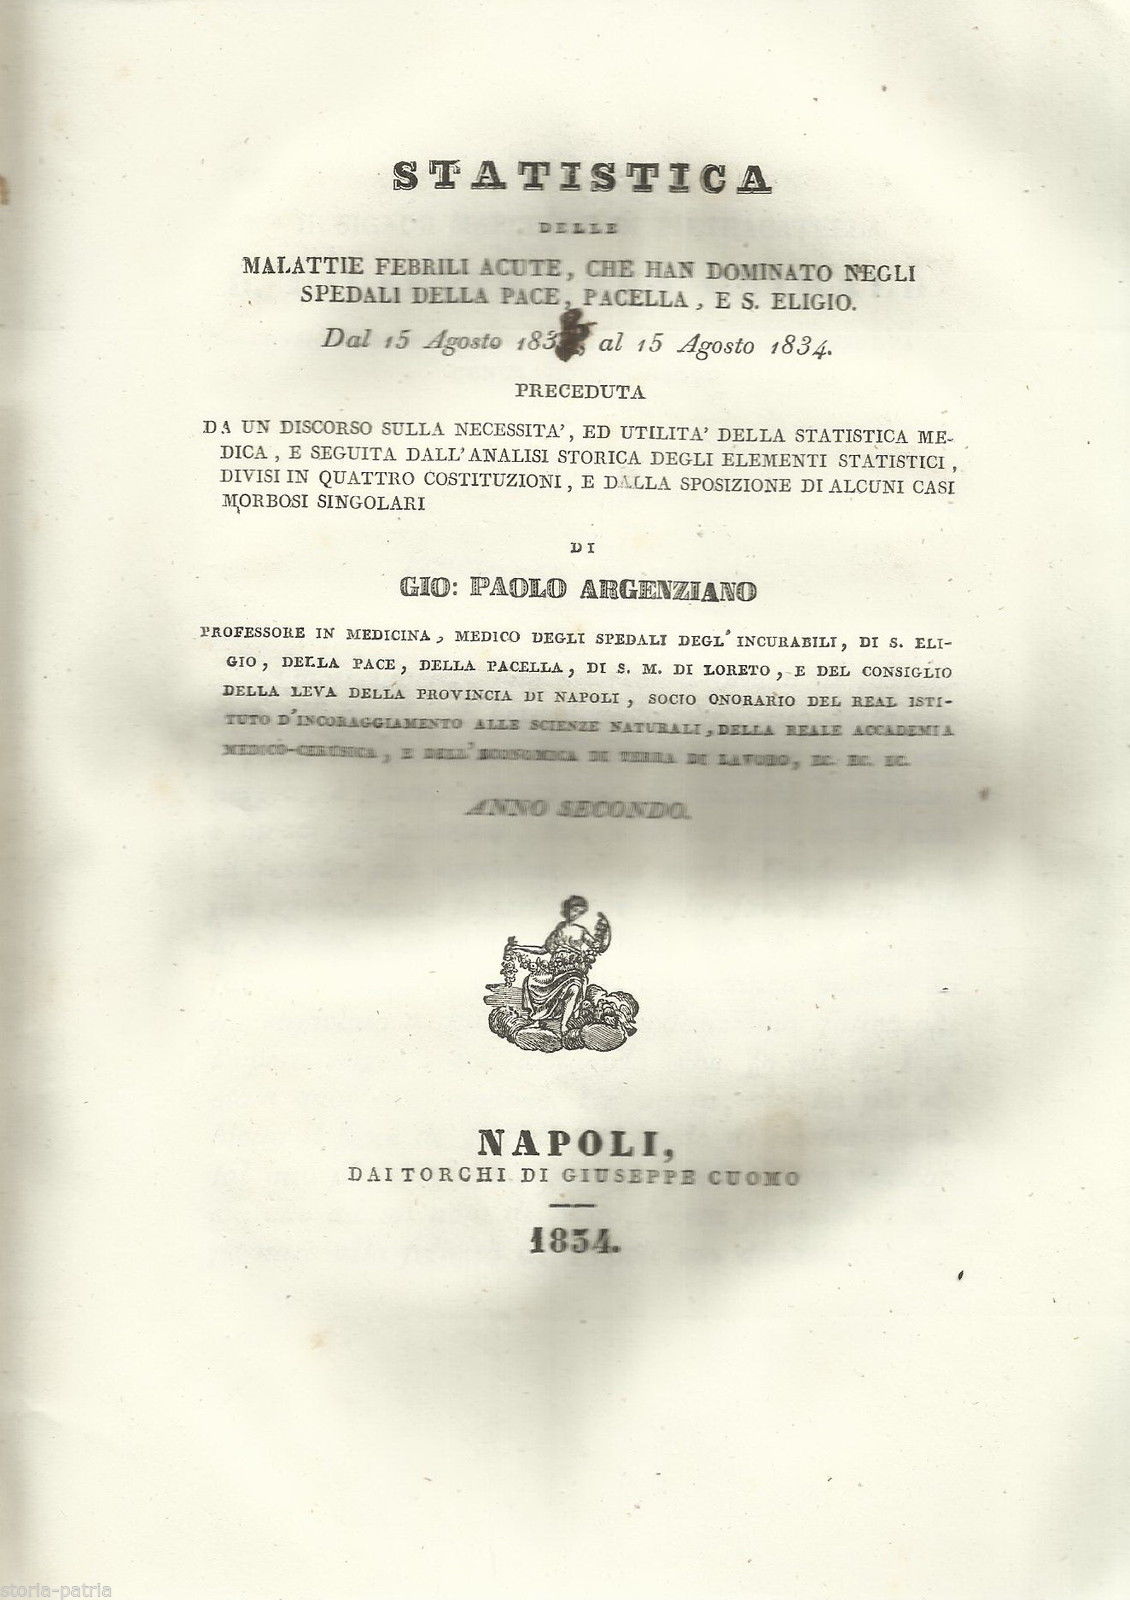 STATISTICA
DELLE
MALATTIE FEBRILI ACUTE, CHE HAN DOMINATO NEGLI
SPEDALI DELLA PACE, PACELLA, E S. ELIGIO.
Dal 15 Agosto al 15 Agosto 1834.
PRECEDUTA
DA UN DISCORSO SULLA NECESSITA', ED UTILITA' DELLA STATISTICA ME-
DICA, E SEGUITA DALL'ANALISI STORICA DEGLI ELEMENTI STATISTICI,
DIVISI IN QUATTRO COSTITUZIONI, E DALLA SPOSIZIONE DI ALCUNI CASI
MORBOSI SINGOLARI
DI
GIO: PAOLO ARGENZIANO
PROFESSORE IN MEDICINA, MEDICO DEGLI SPEDALI DEGL'INCURABILI, DI S. ELI-
GIO, DELLA PACE, DELLA PACELLA, DI S. M. DI LORETO, E DEL CONSIGLIO
DELLA LEVA DELLA PROVINCIA DI NAPOLI, SOCIO ONORARIO DEL REAL ISTI-
TUTO D'INCORAGGIAMENTO ALLE SCIENZE NATURALI, DELLA REALE ACCADEMIA
MEDICO-CERUSICA, E DELL'ECONOMICA DI TERRA DI LAVORO, EC. EC. EC.
ANNO SECONDO.
NAPOLI,
DAI TORCHI DI GIUSEPPE CUOMO
1834.
storia-patria